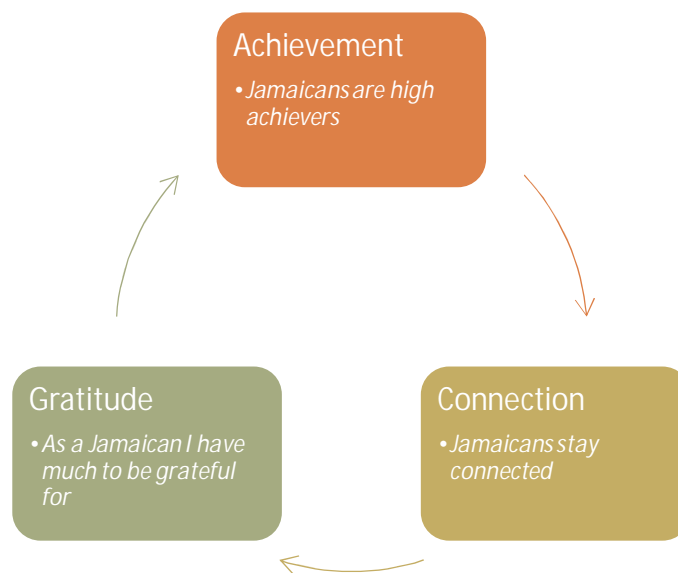 Achievement
• Jamaicans are high
achievers
Gratitude
• As a Jamaican I have
much to be grateful
for
Connection
• Jamaicans stay
connected